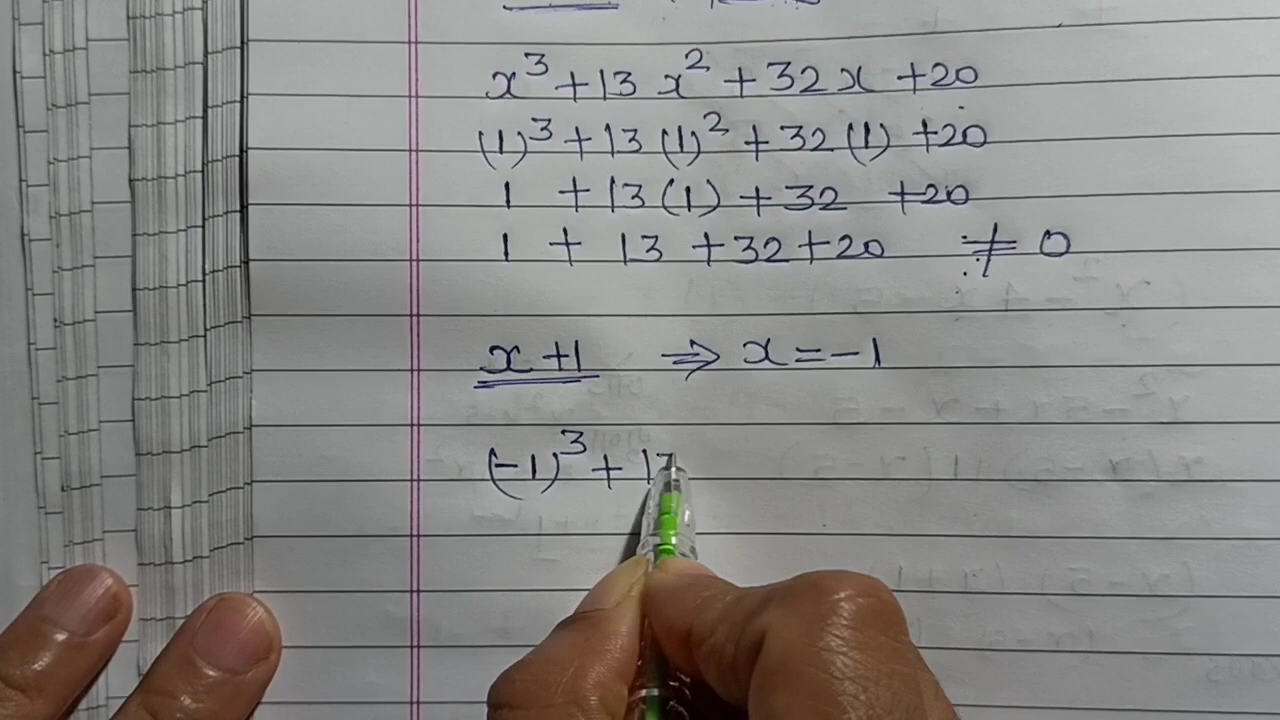 x³ + 13 x² + 32x + 20
(1)³ + 13 (1)² + 32 (1) + 20
1 + 13 (1) + 32 + 20
1 + 13 + 32 + 20 ≠ 0
x + 1 ⇒ x = -1
(-1)³ + 1